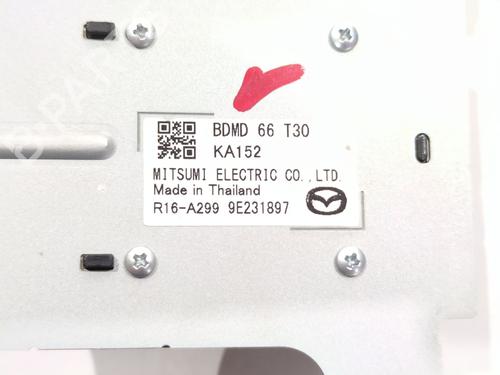 BDMD 66 T30
KA152
MITSUMI ELECTRIC CO.,LTD.
Made in Thailand
R16-A299 9E231897